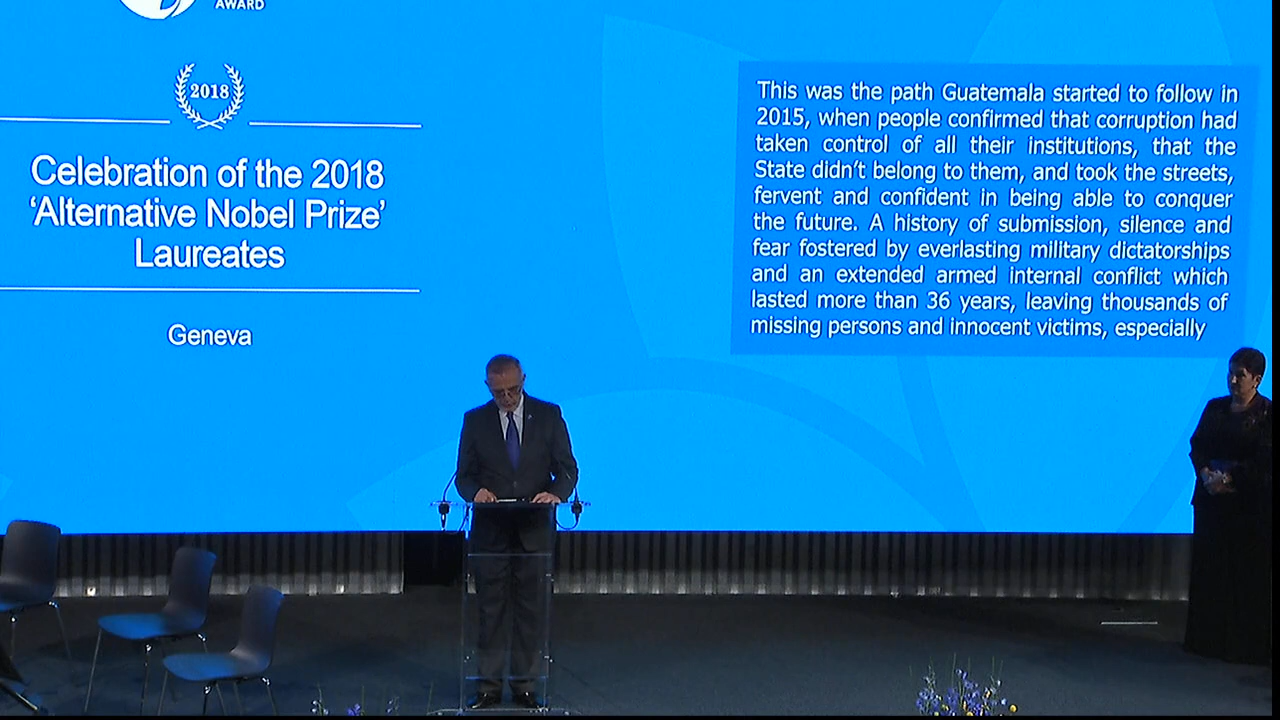 AWARD
2018
Celebration of the 2018
‘Alternative Nobel Prize’
Laureates
Geneva
This was the path Guatemala started to follow in
2015, when people confirmed that corruption had
taken control of all their institutions, that the
State didn’t belong to them, and took the streets,
fervent and confident in being able to conquer
the future. A history of submission, silence and
fear fostered by everlasting military dictatorships
and an extended armed internal conflict which
lasted more than 36 years, leaving thousands of
missing persons and innocent victims, especially